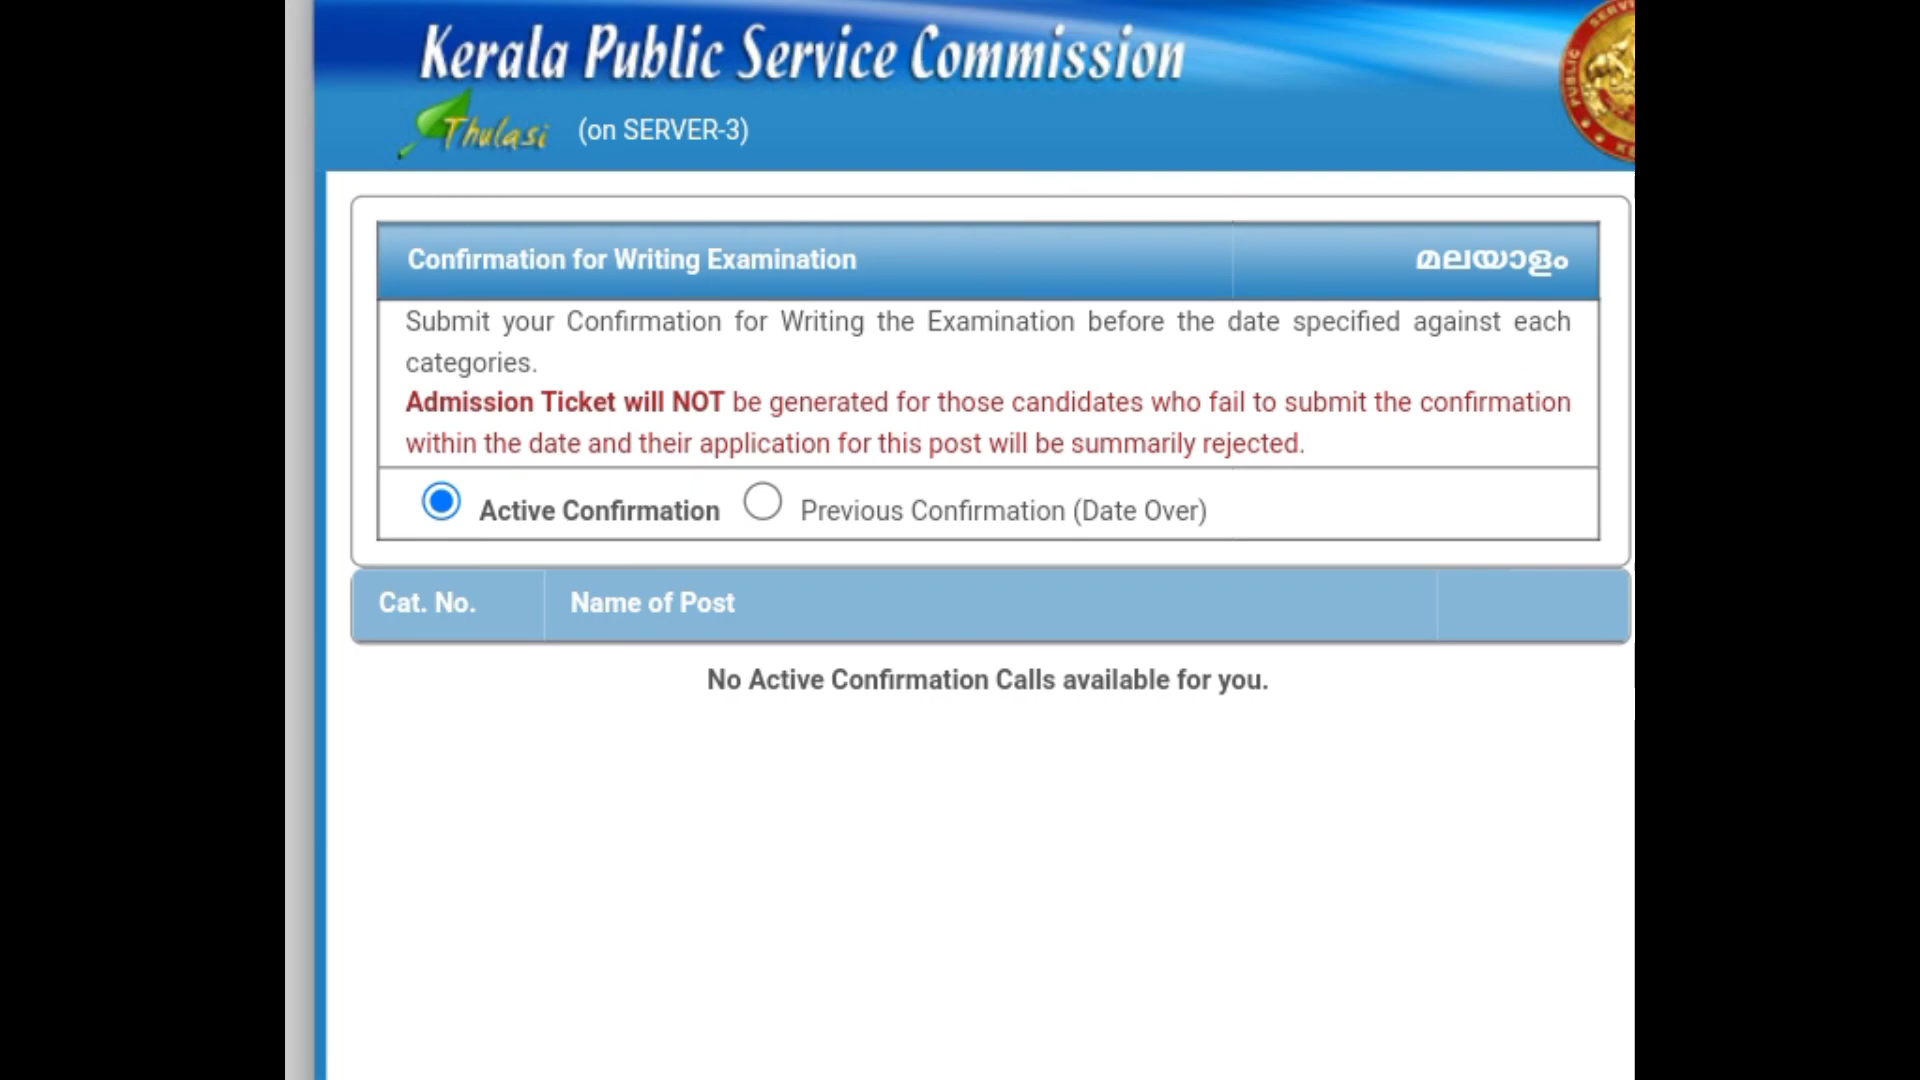 Kerala Public Service Commission
Thulasi (on SERVER-3)
SERVI
PUBLIC
KE
Confirmation for Writing Examination മലയാളം
Submit your Confirmation for Writing the Examination before the date specified against each
categories.
Admission Ticket will NOT be generated for those candidates who fail to submit the confirmation
within the date and their application for this post will be summarily rejected.
Active Confirmation Previous Confirmation (Date Over)
Cat. No. Name of Post
No Active Confirmation Calls available for you.